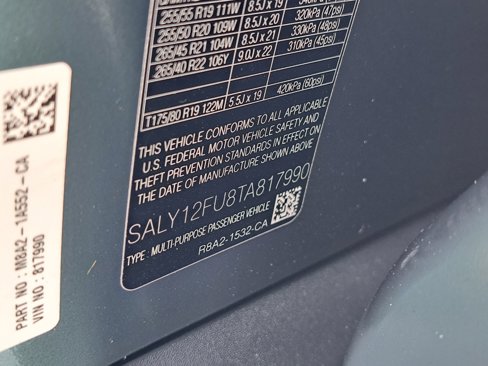 255/55 R19 111W 8.5J x 19
255/50 R20 109W 8.5J x 20 320kPa (47psi)
265/45 R21 104W 8.5J x 21 330kPa (48psi)
265/40 R22 106Y 9.0J x 22 310kPa (45psi)
T175/80 R19 122M 5.5J x 19 420kPa (60psi)
THIS VEHICLE CONFORMS TO ALL APPLICABLE
U.S. FEDERAL MOTOR VEHICLE SAFETY AND
THEFT PREVENTION STANDARDS IN EFFECT ON
THE DATE OF MANUFACTURE SHOWN ABOVE
SALY12FU8TA817990
TYPE: MULTI-PURPOSE PASSENGER VEHICLE
R8A2-1532-CA
PART NO: M8A2-1A552-CA
VIN NO: 817990